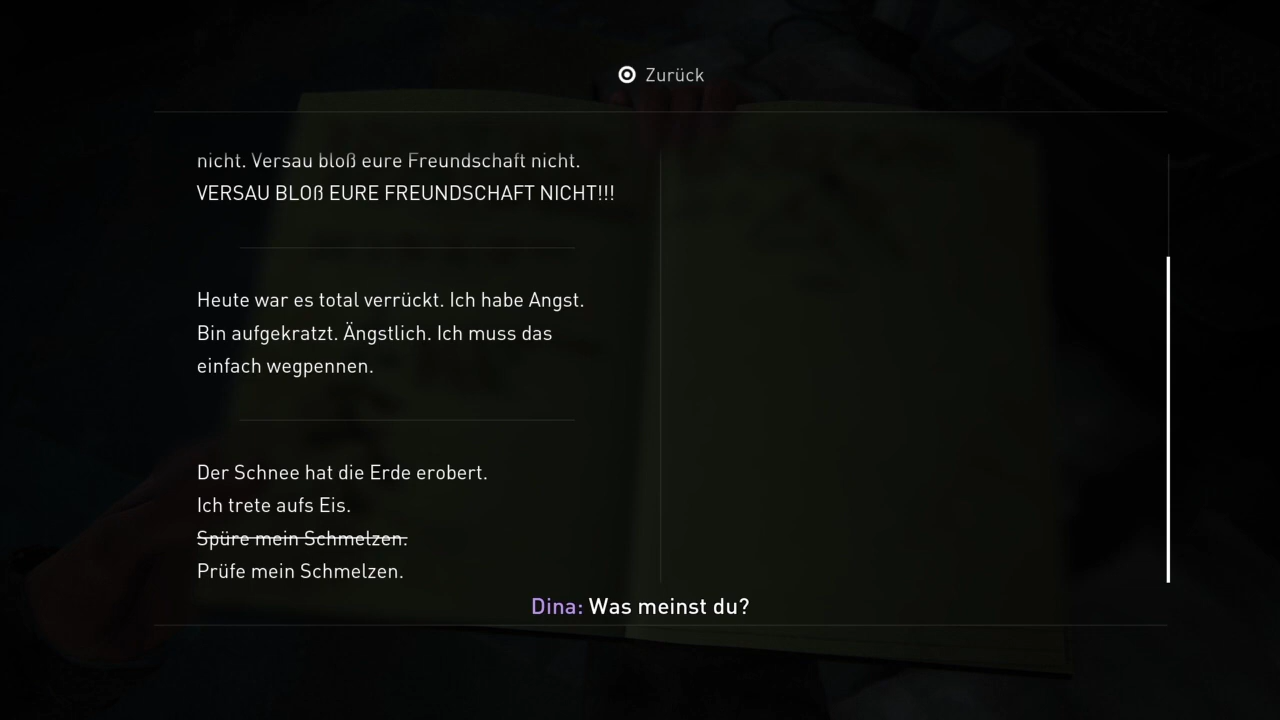 Zurück
nicht. Versau bloß eure Freundschaft nicht.
VERSAU BLOß EURE FREUNDSCHAFT NICHT!!!
Heute war es total verrückt. Ich habe Angst.
Bin aufgekratzt. Ängstlich. Ich muss das
einfach wegpennen.
Der Schnee hat die Erde erobert.
Ich trete aufs Eis.
Spüre mein Schmelzen.
Prüfe mein Schmelzen.
Dina: Was meinst du?